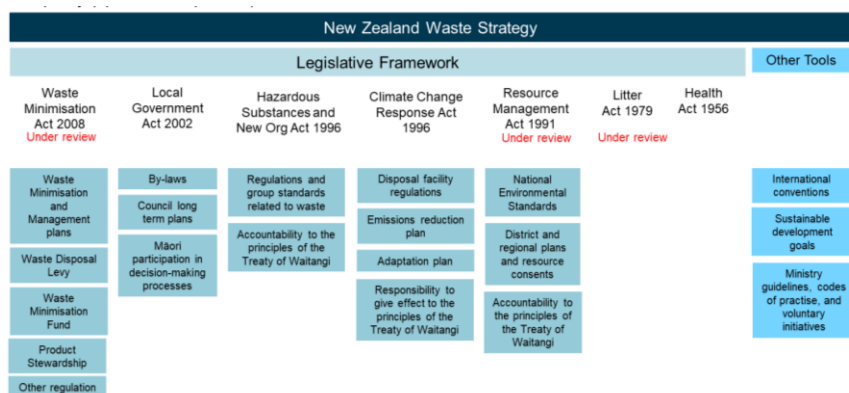 New Zealand Waste Strategy
Legislative Framework
Other Tools
Waste
Minimisation
Act 2008
Under review
Local
Government
Act 2002
Hazardous
Substances and
New Org Act 1996
Climate Change
Response Act
1996
Resource
Management
Act 1991
Under review
Litter
Act 1979
Under review
Health
Act 1956
Waste
Minimisation
and
Management
plans
Waste Disposal
Levy
Waste
Minimisation
Fund
Product
Stewardship
Other regulation
By-laws
Council long
term plans
Māori
participation in
decision-making
processes
Regulations and
group standards
related to waste
Accountability to the
principles of the
Treaty of Waitangi
Disposal facility
regulations
Emissions reduction
plan
Adaptation plan
Responsibility to
give effect to the
principles of the
Treaty of Waitangi
National
Environmental
Standards
District and
regional plans
and resource
consents
Accountability to
the principles of
the Treaty of
Waitangi
International
conventions
Sustainable
development
goals
Ministry
guidelines, codes
of practise, and
voluntary
initiatives